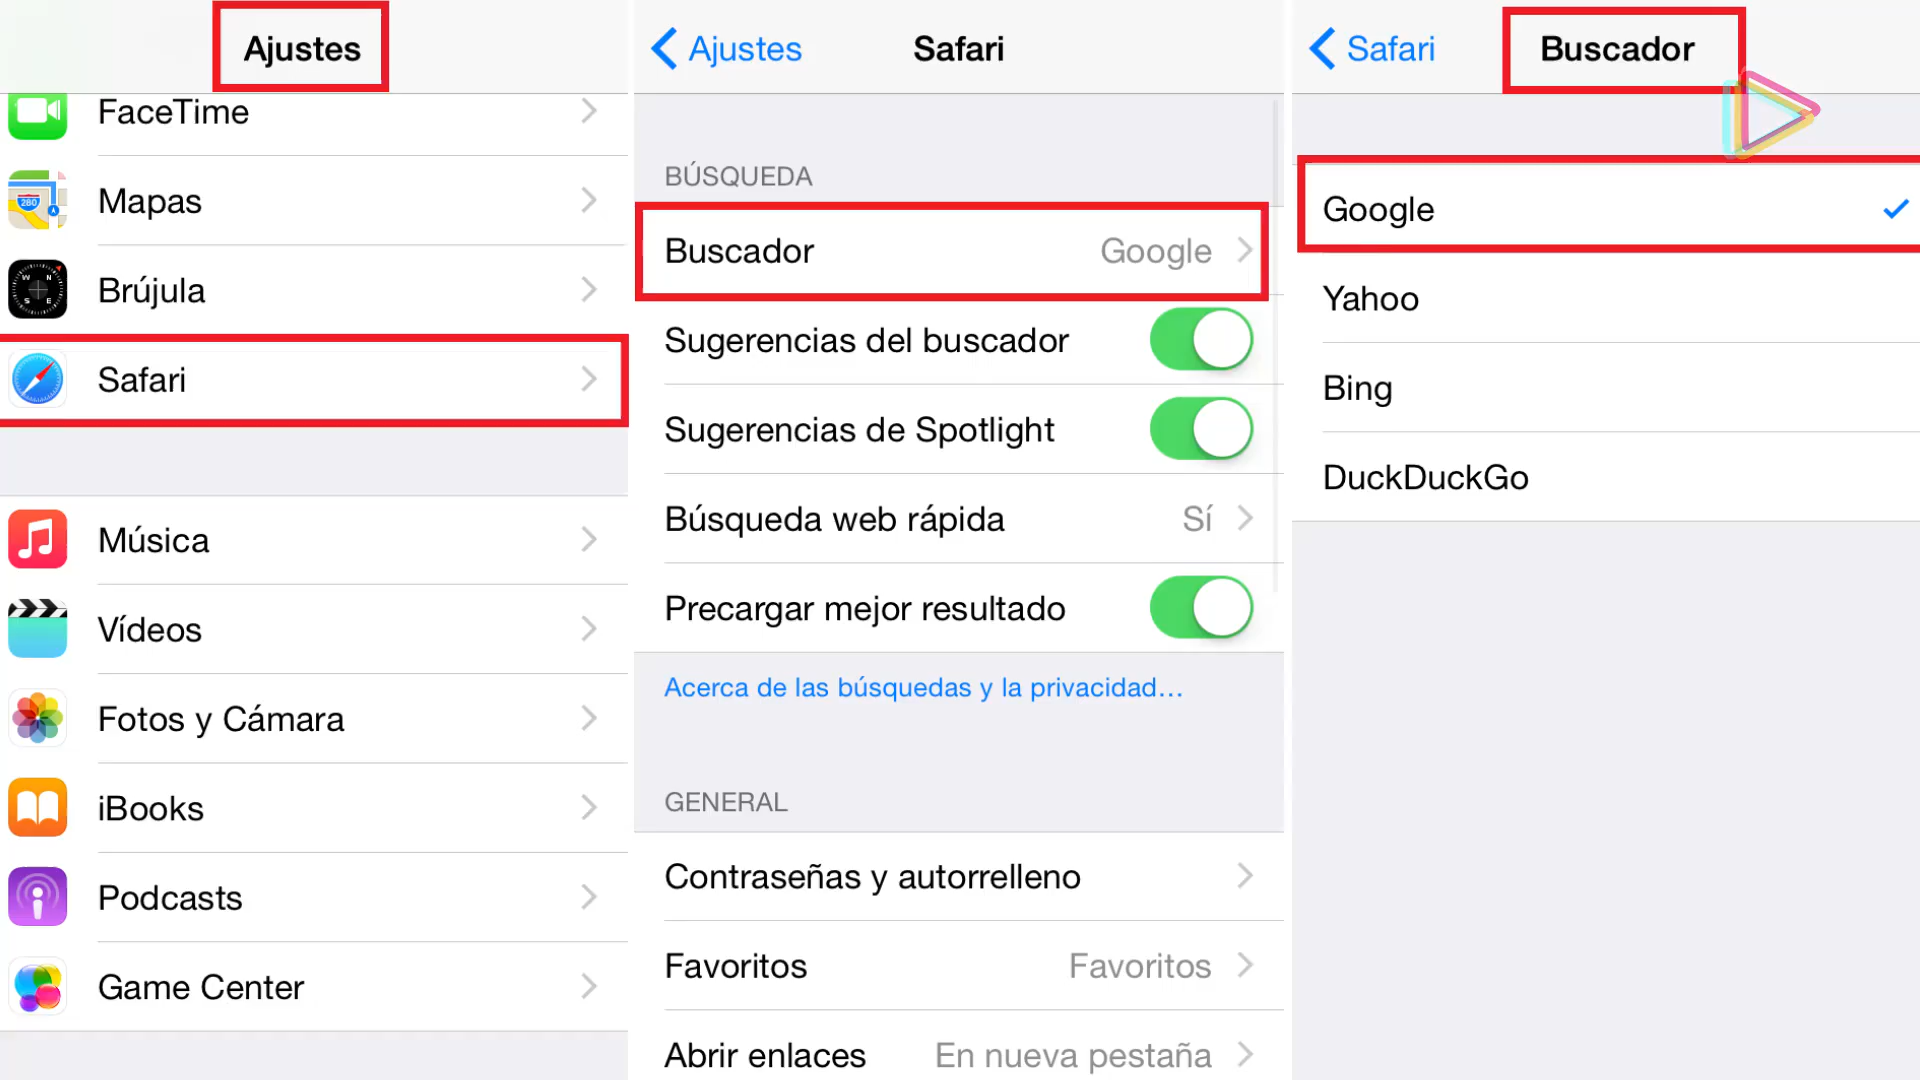 Ajustes
FaceTime
Mapas
280
Brújula
N
W
E
S
Safari
Música
Vídeos
Fotos y Cámara
iBooks
Podcasts
Game Center
Ajustes
Safari
BÚSQUEDA
Buscador Google
Sugerencias del buscador
Sugerencias de Spotlight
Búsqueda web rápida Sí
Precargar mejor resultado
Acerca de las búsquedas y la privacidad...
GENERAL
Contraseñas y autorrelleno
Favoritos Favoritos
Abrir enlaces En nueva pestaña
Safari
Buscador
Google
Yahoo
Bing
DuckDuckGo